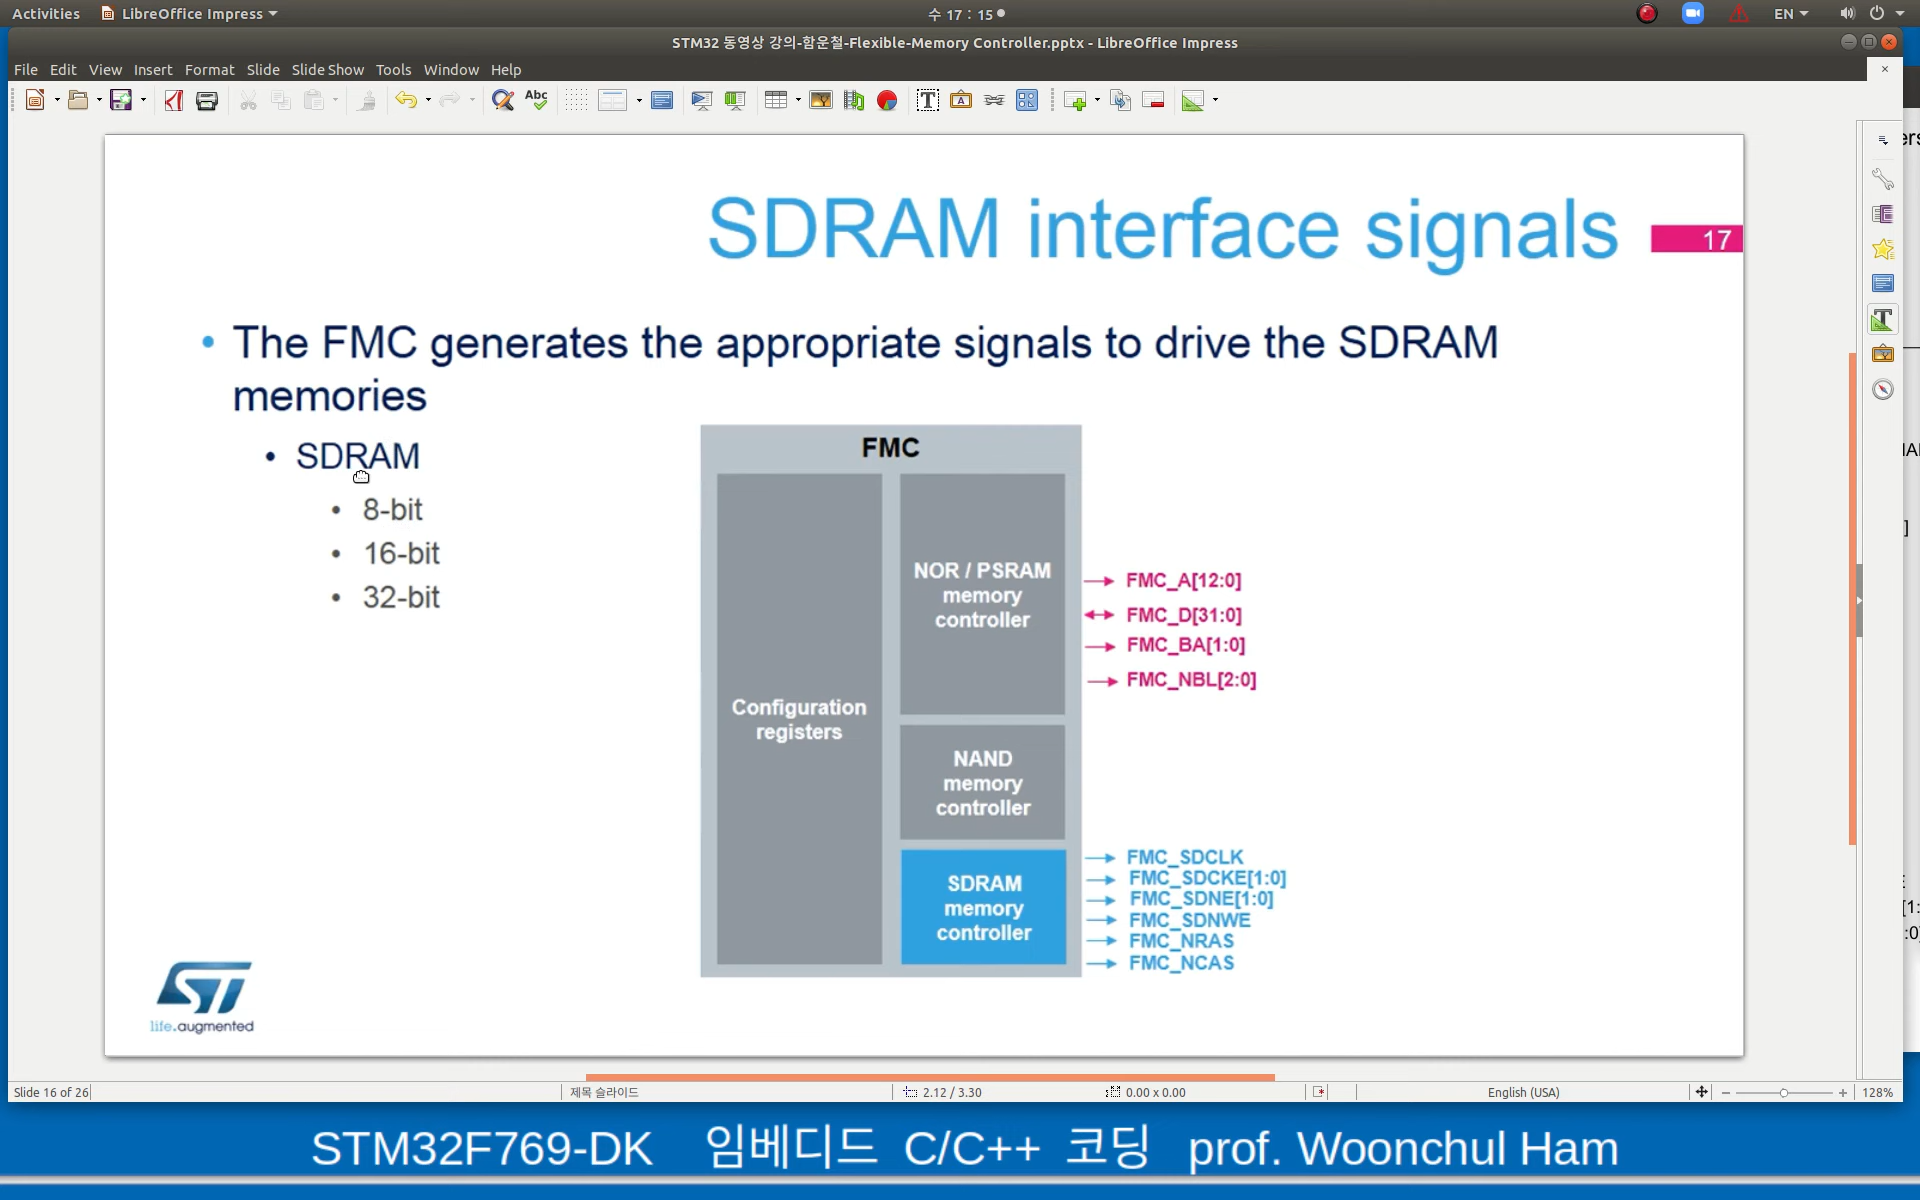 Activities LibreOffice Impress 수 17 : 15 EN
STM32 동영상 강의-함운철-Flexible-Memory Controller.pptx - LibreOffice Impress
File Edit View Insert Format Slide Slide Show Tools Window Help
SDRAM interface signals
17
• The FMC generates the appropriate signals to drive the SDRAM
memories
• SDRAM
• 8-bit
• 16-bit
• 32-bit
FMC
Configuration
registers
NOR / PSRAM
memory
controller
NAND
memory
controller
SDRAM
memory
controller
FMC_A[12:0]
FMC_D[31:0]
FMC_BA[1:0]
FMC_NBL[2:0]
FMC_SDCLK
FMC_SDCKE[1:0]
FMC_SDNE[1:0]
FMC_SDNWE
FMC_NRAS
FMC_NCAS
ST
life.augmented
Slide 16 of 26 제목 슬라이드 2.12 / 3.30 0.00 x 0.00 English (USA) 128%
STM32F769-DK 임베디드 C/C++ 코딩 prof. Woonchul Ham